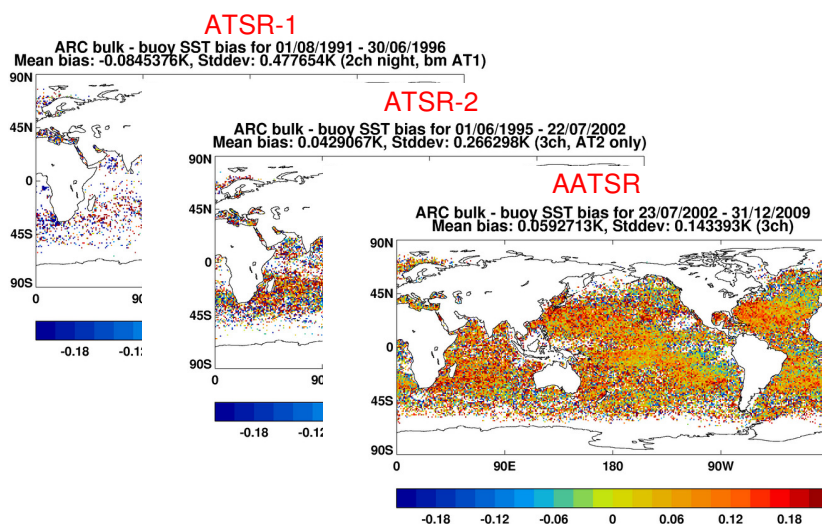 ATSR-1
ARC bulk - buoy SST bias for 01/08/1991 - 30/06/1996
Mean bias: -0.0845376K, Stddev: 0.477654K (2ch night, bm AT1)
90N
45N
0
45S
90S
0
-0.18
ATSR-2
ARC bulk - buoy SST bias for 01/06/1995 - 22/07/2002
Mean bias: 0.0429067K, Stddev: 0.266298K (3ch, AT2 only)
90N
45N
0
45S
90S
0
-0.18
AATSR
ARC bulk - buoy SST bias for 23/07/2002 - 31/12/2009
Mean bias: 0.0592713K, Stddev: 0.143393K (3ch)
90N
45N
0
45S
90S
0 90E 180 90W
-0.18 -0.12 -0.06 0 0.06 0.12 0.18